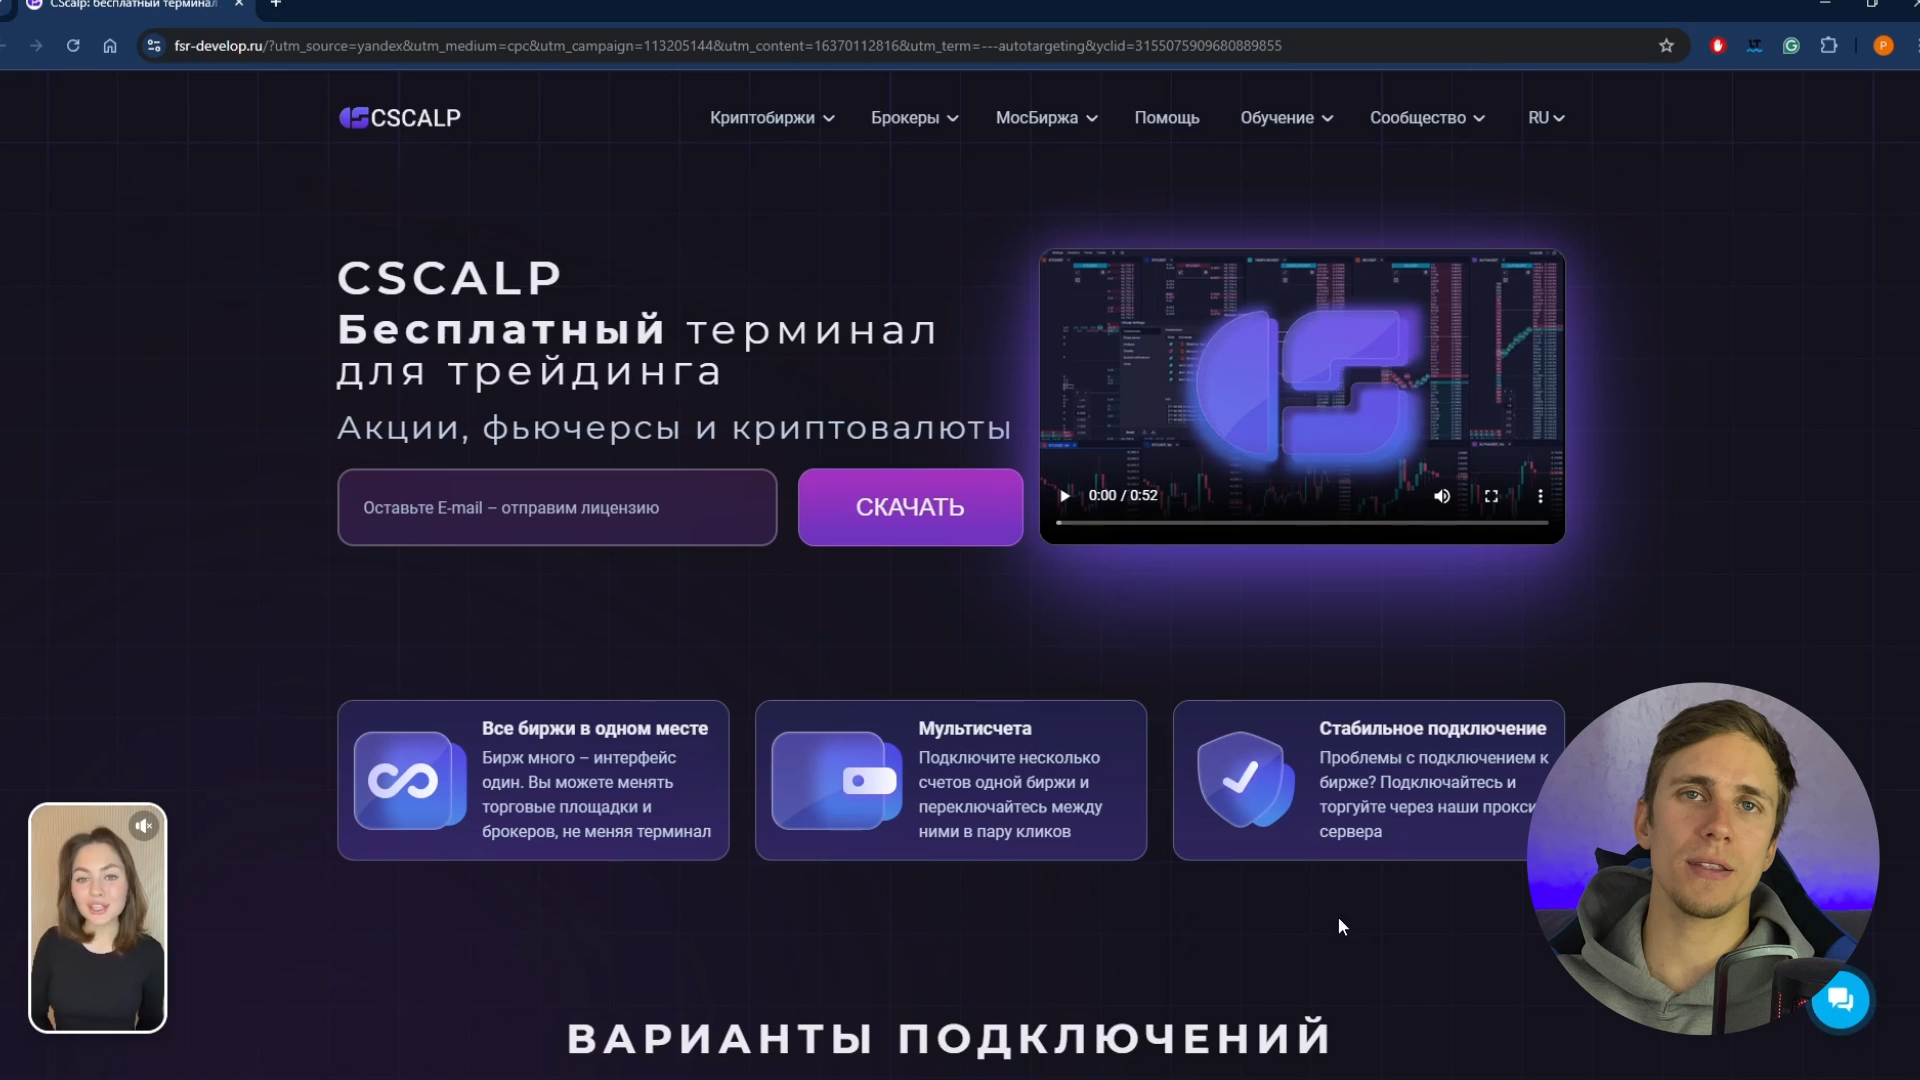 CScalp: бесплатный терминал
fsr-develop.ru/?utm_source=yandex&utm_medium=cpc&utm_campaign=113205144&utm_content=16370112816&utm_term=---autotargeting&yclid=3155075909680889855
P
CSCALP
Криптобиржи
Брокеры
МосБиржа
Помощь
Обучение
Сообщество
RU
CSCALP
Бесплатный терминал
для трейдинга
Акции, фьючерсы и криптовалюты
Оставьте E-mail – отправим лицензию
СКАЧАТЬ
0:00 / 0:52
Все биржи в одном месте
Бирж много – интерфейс
один. Вы можете менять
торговые площадки и
брокеров, не меняя терминал
Мультисчета
Подключите несколько
счетов одной биржи и
переключайтесь между
ними в пару кликов
Стабильное подключение
Проблемы с подключением к
бирже? Подключайтесь и
торгуйте через наши прокси
сервера
ВАРИАНТЫ ПОДКЛЮЧЕНИЙ